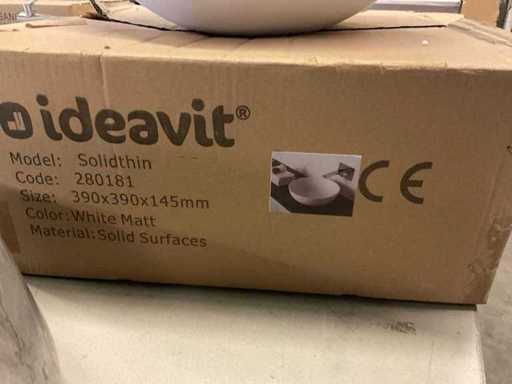 ideavit®
Model: Solidthin
Code: 280181
Size: 390x390x145mm
Color: White Matt
Material: Solid Surfaces
CE